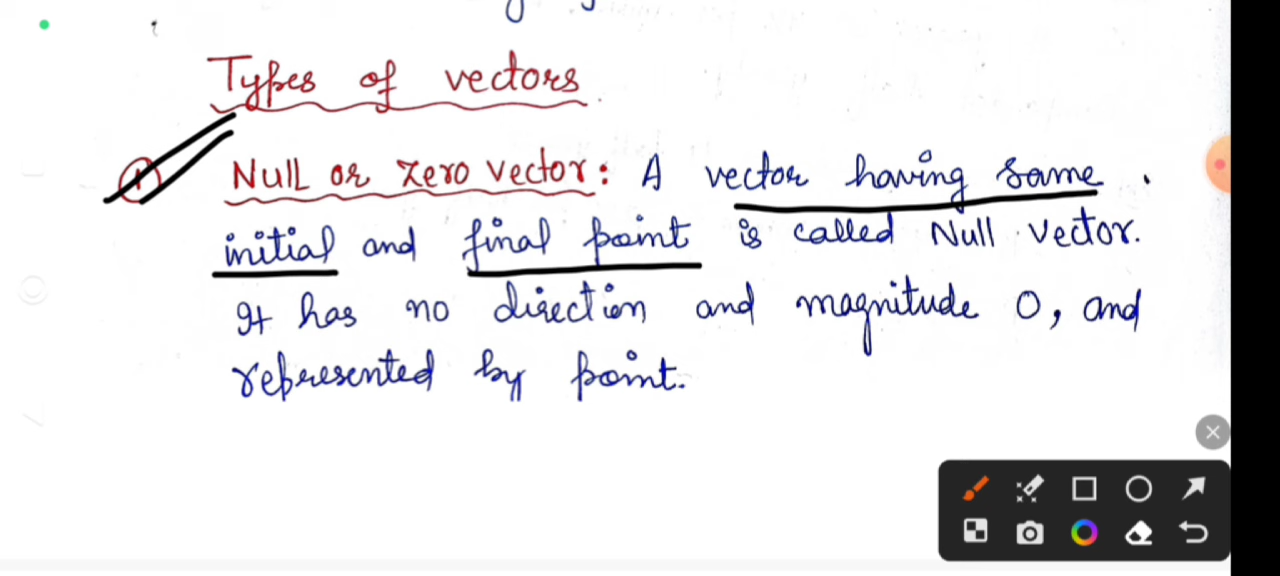 Types of vectors
① Null or zero vector: A vector having same
initial and final point is called Null vector.
It has no direction and magnitude 0, and
represented by point.